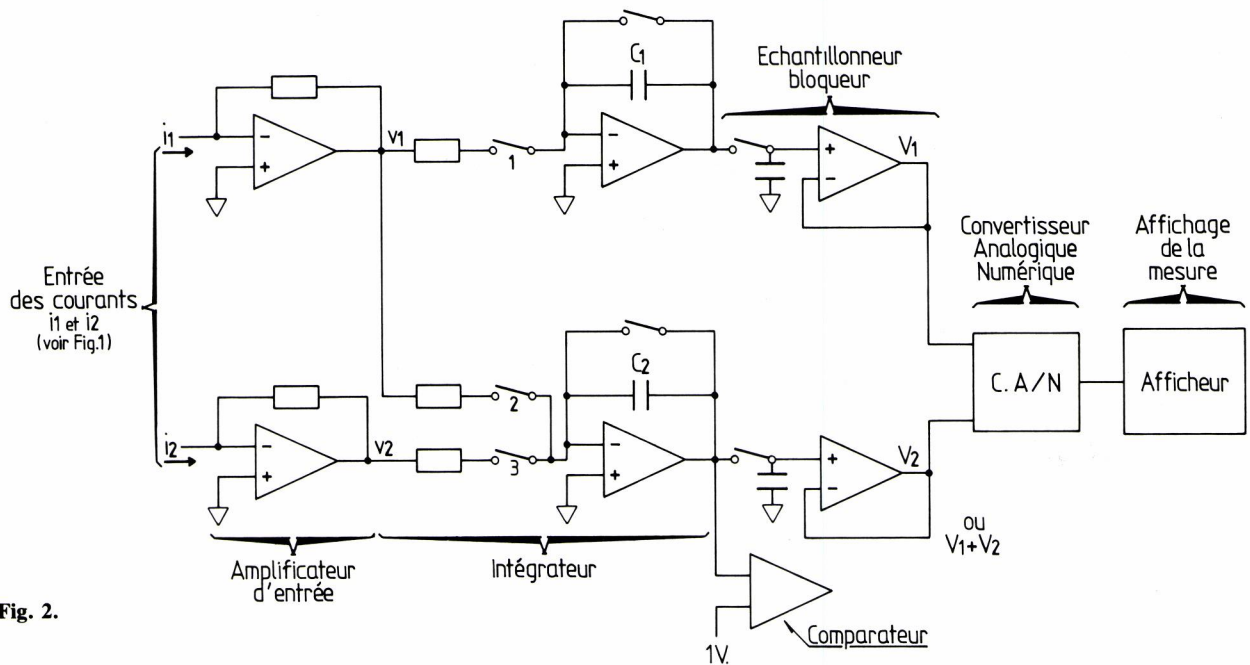 Echantillonneur
bloqueur
C1
i1
v1
1
V1
Entrée
des courants
i1 et i2
(voir Fig.1)
Convertisseur
Analogique
Numérique
Affichage
de la
mesure
C.A/N
Afficheur
C2
2
i2
v2
3
V2
ou
V1+V2
Amplificateur
d'entrée
Intégrateur
Comparateur
1V.
Fig. 2.
- + - + + -
- + - + + -